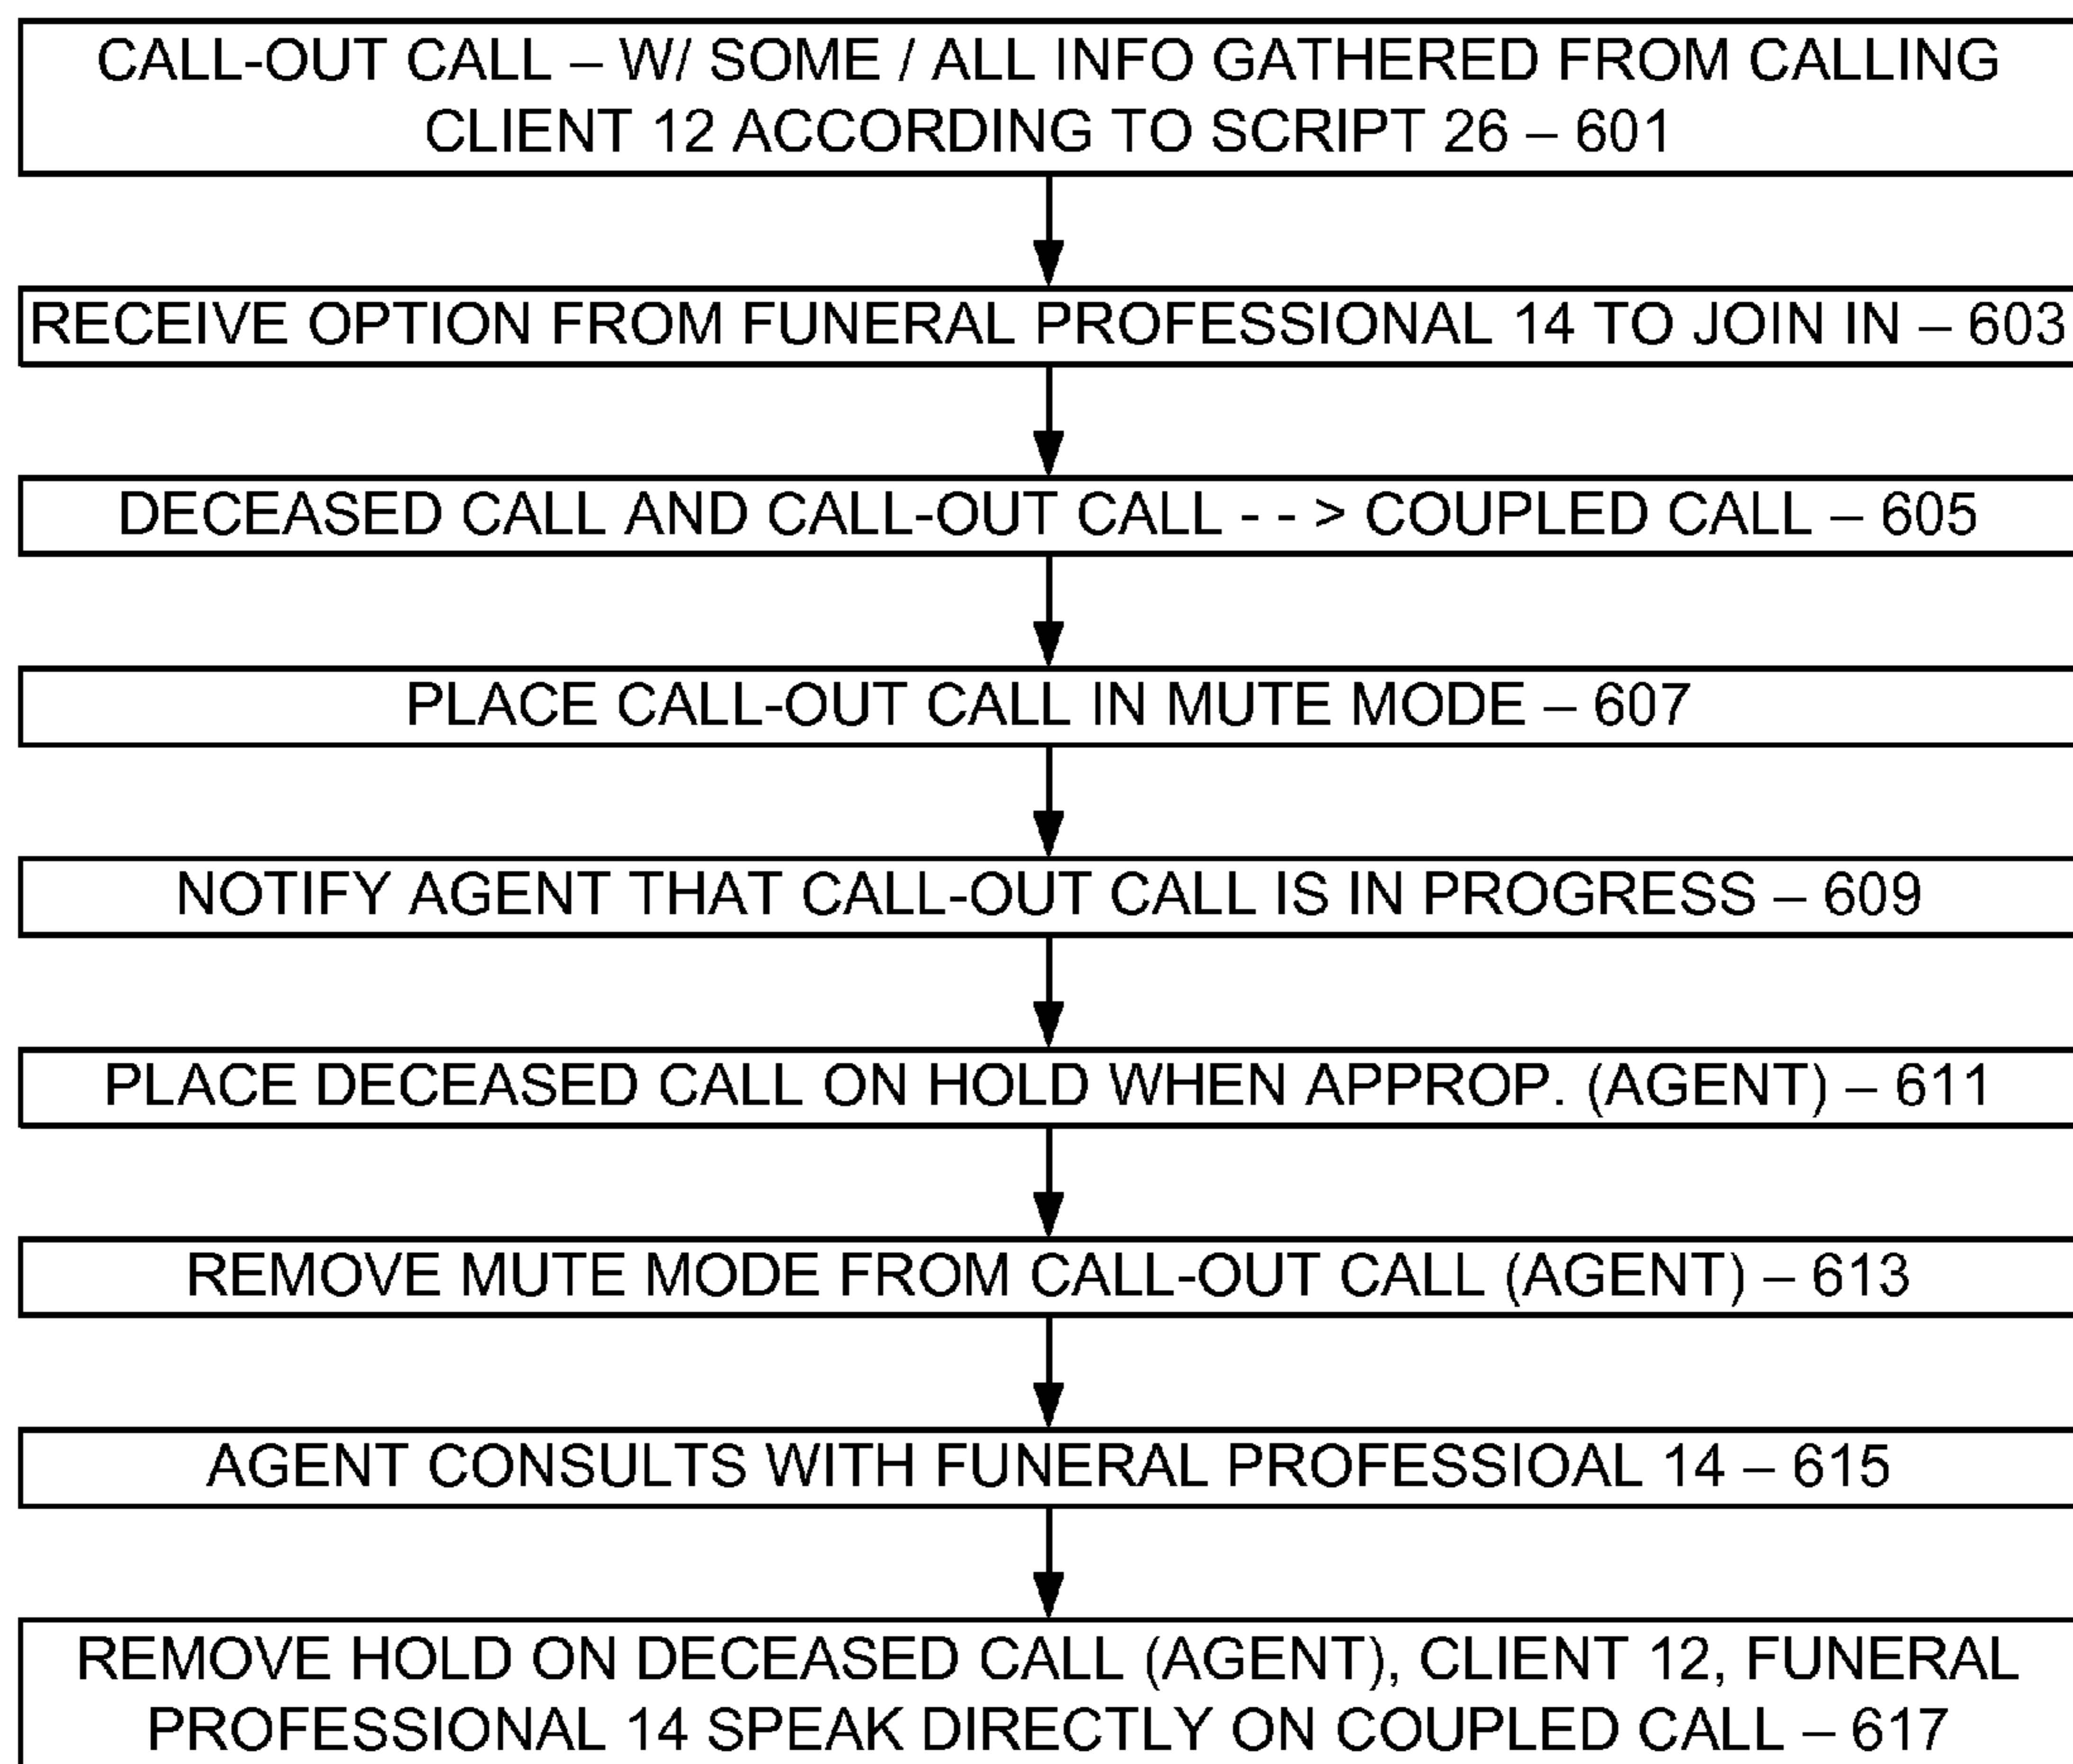 CALL-OUT CALL – W/ SOME / ALL INFO GATHERED FROM CALLING
CLIENT 12 ACCORDING TO SCRIPT 26 – 601
RECEIVE OPTION FROM FUNERAL PROFESSIONAL 14 TO JOIN IN – 603
DECEASED CALL AND CALL-OUT CALL - - > COUPLED CALL – 605
PLACE CALL-OUT CALL IN MUTE MODE – 607
NOTIFY AGENT THAT CALL-OUT CALL IS IN PROGRESS – 609
PLACE DECEASED CALL ON HOLD WHEN APPROP. (AGENT) – 611
REMOVE MUTE MODE FROM CALL-OUT CALL (AGENT) – 613
AGENT CONSULTS WITH FUNERAL PROFESSIOAL 14 – 615
REMOVE HOLD ON DECEASED CALL (AGENT), CLIENT 12, FUNERAL
PROFESSIONAL 14 SPEAK DIRECTLY ON COUPLED CALL – 617